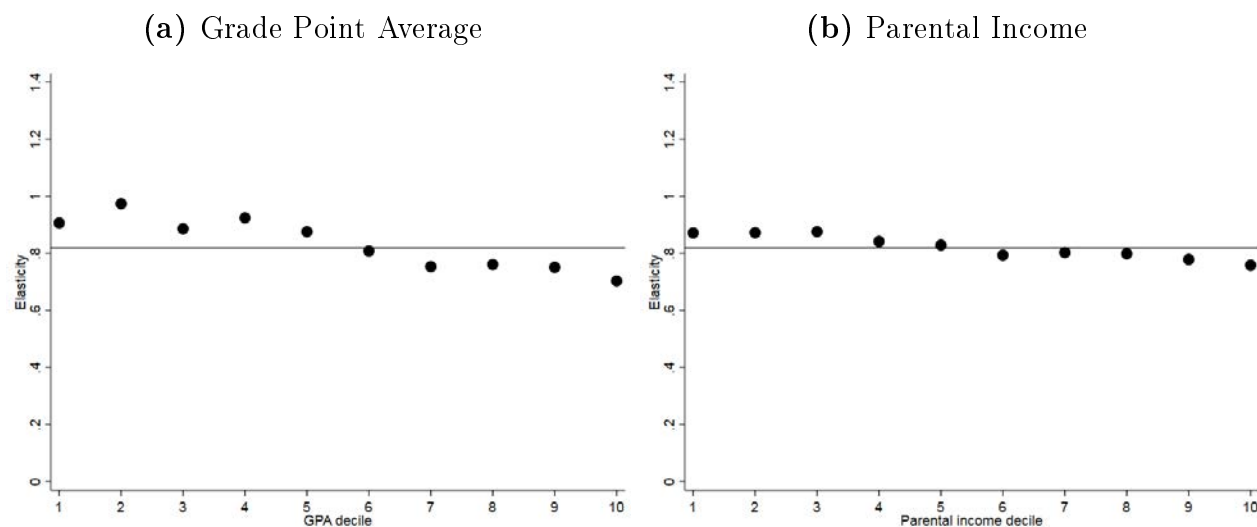 (a) Grade Point Average
1.4
1.2
1
.8
.6
.4
.2
0
Elasticity
1 2 3 4 5 6 7 8 9 10
GPA decile
(b) Parental Income
1.4
1.2
1
.8
.6
.4
.2
0
Elasticity
1 2 3 4 5 6 7 8 9 10
Parental income decile